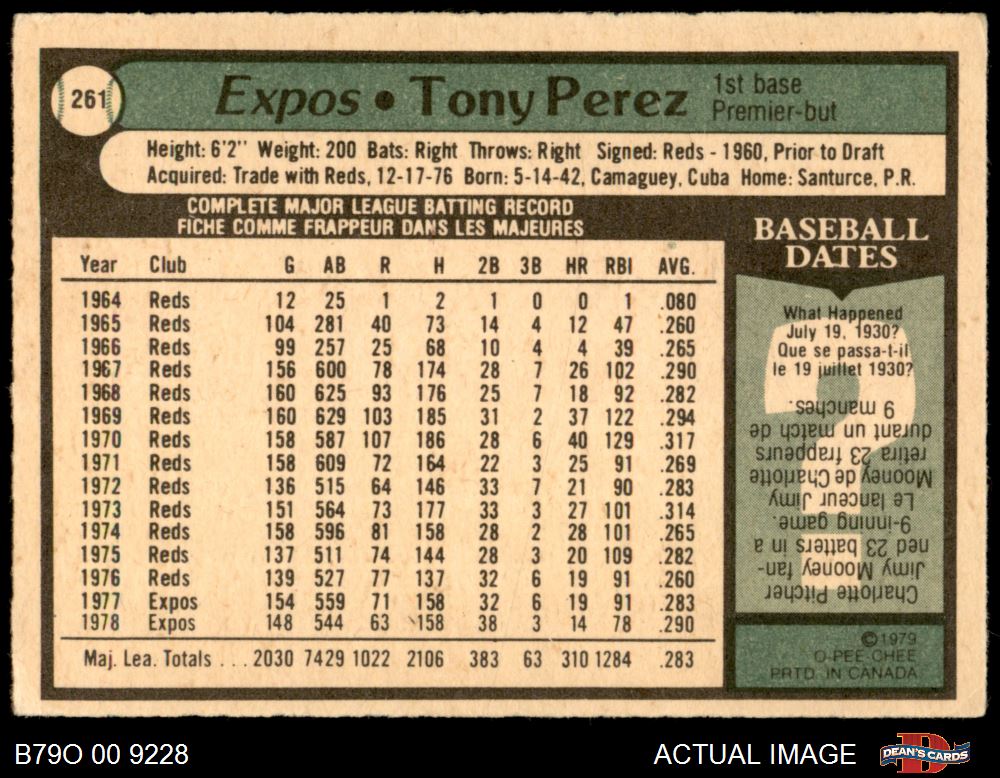 261
Expos • Tony Perez
1st base
Premier-but
Height: 6'2'' Weight: 200 Bats: Right Throws: Right Signed: Reds - 1960, Prior to Draft
Acquired: Trade with Reds, 12-17-76 Born: 5-14-42, Camaguey, Cuba Home: Santurce, P.R.
COMPLETE MAJOR LEAGUE BATTING RECORD
FICHE COMME FRAPPEUR DANS LES MAJEURES
Year Club G AB R H 2B 3B HR RBI AVG.
1964 Reds 12 25 1 2 1 0 0 1 .080
1965 Reds 104 281 40 73 14 4 12 47 .260
1966 Reds 99 257 25 68 10 4 4 39 .265
1967 Reds 156 600 78 174 28 7 26 102 .290
1968 Reds 160 625 93 176 25 7 18 92 .282
1969 Reds 160 629 103 185 31 2 37 122 .294
1970 Reds 158 587 107 186 28 6 40 129 .317
1971 Reds 158 609 72 164 22 3 25 91 .269
1972 Reds 136 515 64 146 33 7 21 90 .283
1973 Reds 151 564 73 177 33 3 27 101 .314
1974 Reds 158 596 81 158 28 2 28 101 .265
1975 Reds 137 511 74 144 28 3 20 109 .282
1976 Reds 139 527 77 137 32 6 19 91 .260
1977 Expos 154 559 71 158 32 6 19 91 .283
1978 Expos 148 544 63 158 38 3 14 78 .290
Maj. Lea. Totals ... 2030 7429 1022 2106 383 63 310 1284 .283
BASEBALL
DATES
What Happened
July 19, 1930?
Que se passa-t-il
le 19 juillet 1930?
Charlotte Pitcher
Jimmy Mooney fan-
ned 23 batters in a
9-inning game.
Le lanceur Jimy
Mooney de Charlotte
retira 23 frappeurs
durant un match de
9 manches.
©1979
O-PEE-CHEE
PRTD. IN CANADA
B79O 00 9228
ACTUAL IMAGE
DEAN'S CARDS